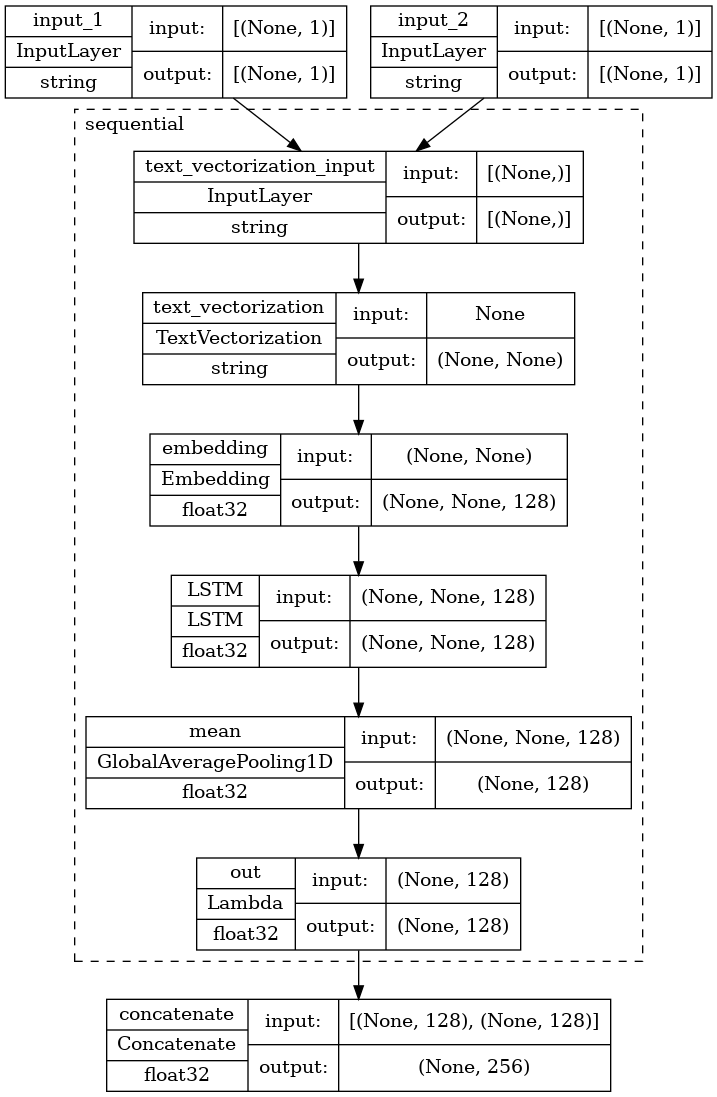 input_1
InputLayer
string
input:
[(None, 1)]
output:
[(None, 1)]
input_2
InputLayer
string
input:
[(None, 1)]
output:
[(None, 1)]
sequential
text_vectorization_input
InputLayer
string
input:
[(None,)]
output:
[(None,)]
text_vectorization
TextVectorization
string
input:
None
output:
(None, None)
embedding
Embedding
float32
input:
(None, None)
output:
(None, None, 128)
LSTM
LSTM
float32
input:
(None, None, 128)
output:
(None, None, 128)
mean
GlobalAveragePooling1D
float32
input:
(None, None, 128)
output:
(None, 128)
out
Lambda
float32
input:
(None, 128)
output:
(None, 128)
concatenate
Concatenate
float32
input:
[(None, 128), (None, 128)]
output:
(None, 256)